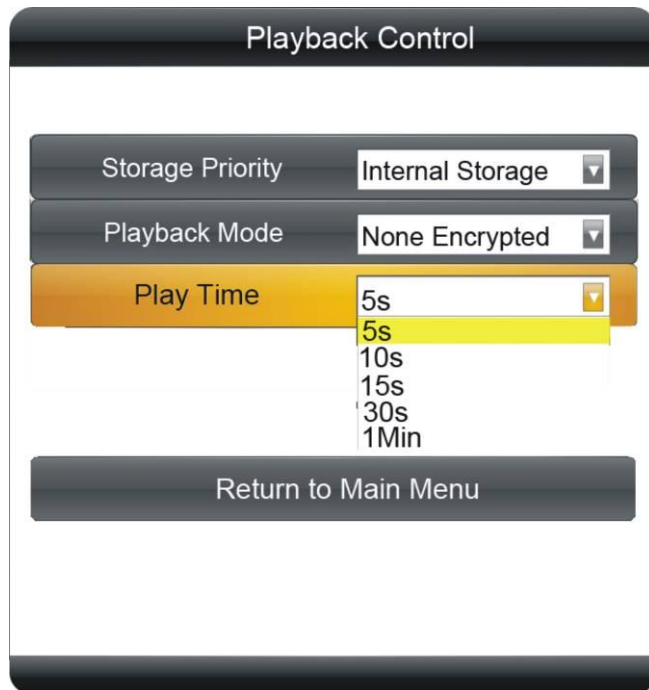 Playback Control
Storage Priority Internal Storage
Playback Mode None Encrypted
Play Time 5s
5s
10s
15s
30s
1Min
Return to Main Menu